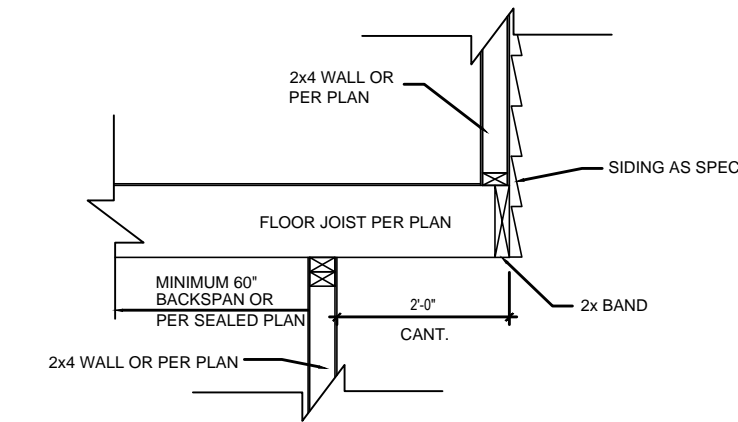 2x4 WALL OR
PER PLAN
SIDING AS SPEC
FLOOR JOIST PER PLAN
MINIMUM 60"
BACKSPAN OR
PER SEALED PLAN
2'-0"
CANT.
2x BAND
2x4 WALL OR PER PLAN